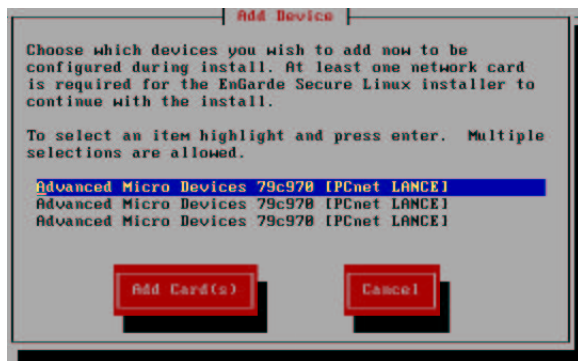 Add Device
Choose which devices you wish to add now to be
configured during install. At least one network card
is required for the EnGarde Secure Linux installer to
continue with the install.
To select an item highlight and press enter. Multiple
selections are allowed.
Advanced Micro Devices 79c970 [PCnet LANCE]
Advanced Micro Devices 79c970 [PCnet LANCE]
Advanced Micro Devices 79c970 [PCnet LANCE]
Add Card(s)
Cancel